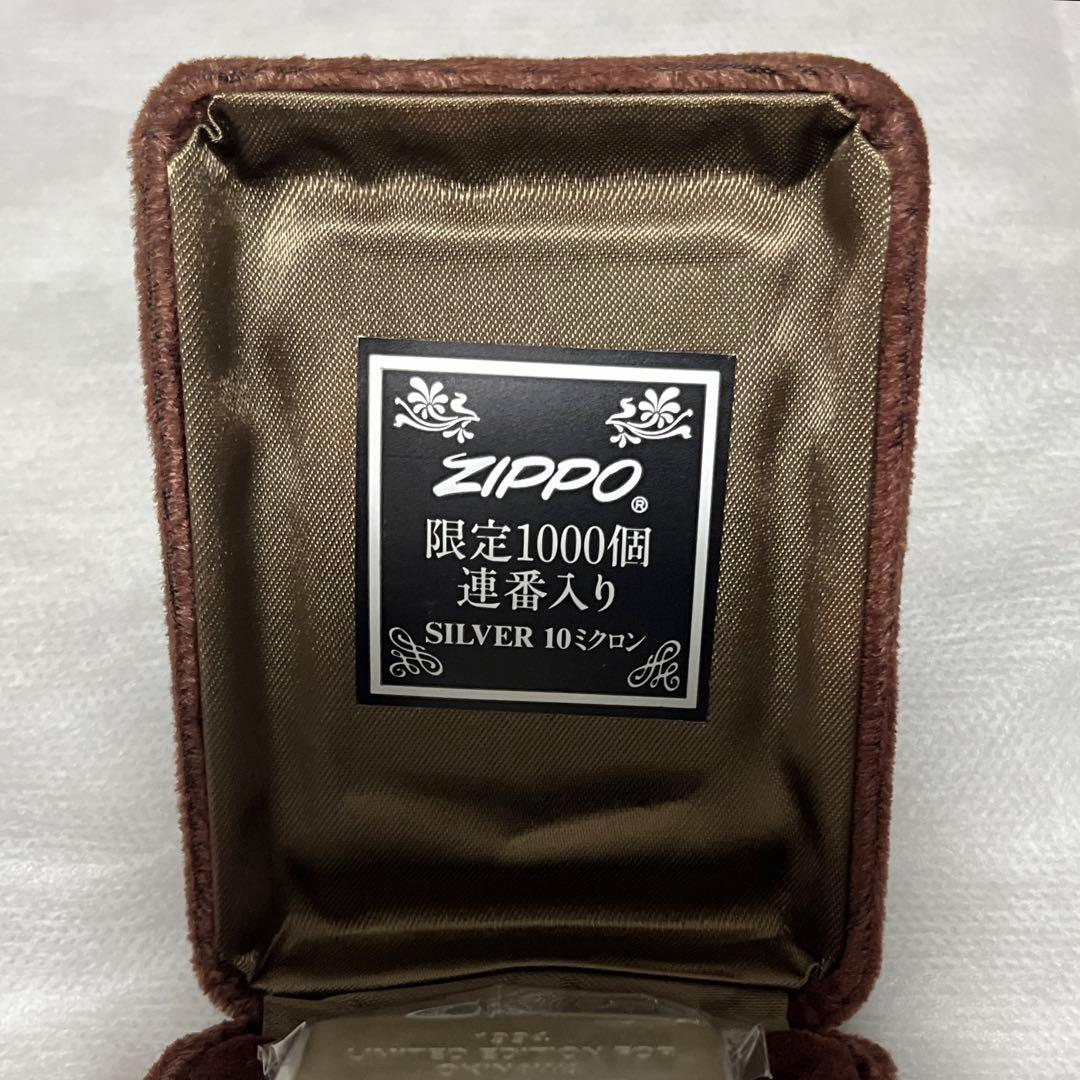 ZIPPO®
限定1000個
連番入り
SILVER 10ミクロン
LIMITED EDITION FOR